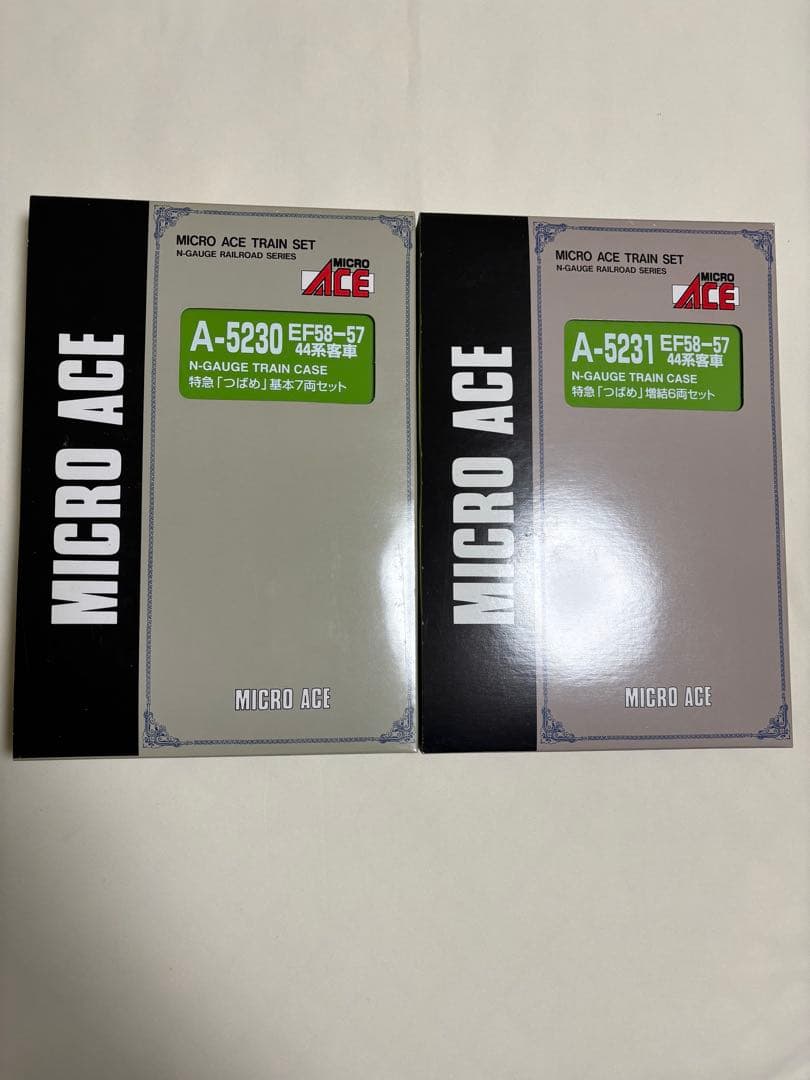 MICRO ACE
MICRO ACE TRAIN SET
N-GAUGE RAILROAD SERIES
MICRO
ACE
A-5230 EF58-57
44系客車
N-GAUGE TRAIN CASE
特急「つばめ」基本7両セット
MICRO ACE
MICRO ACE
MICRO ACE TRAIN SET
N-GAUGE RAILROAD SERIES
MICRO
ACE
A-5231 EF58-57
44系客車
N-GAUGE TRAIN CASE
特急「つばめ」増結6両セット
MICRO ACE